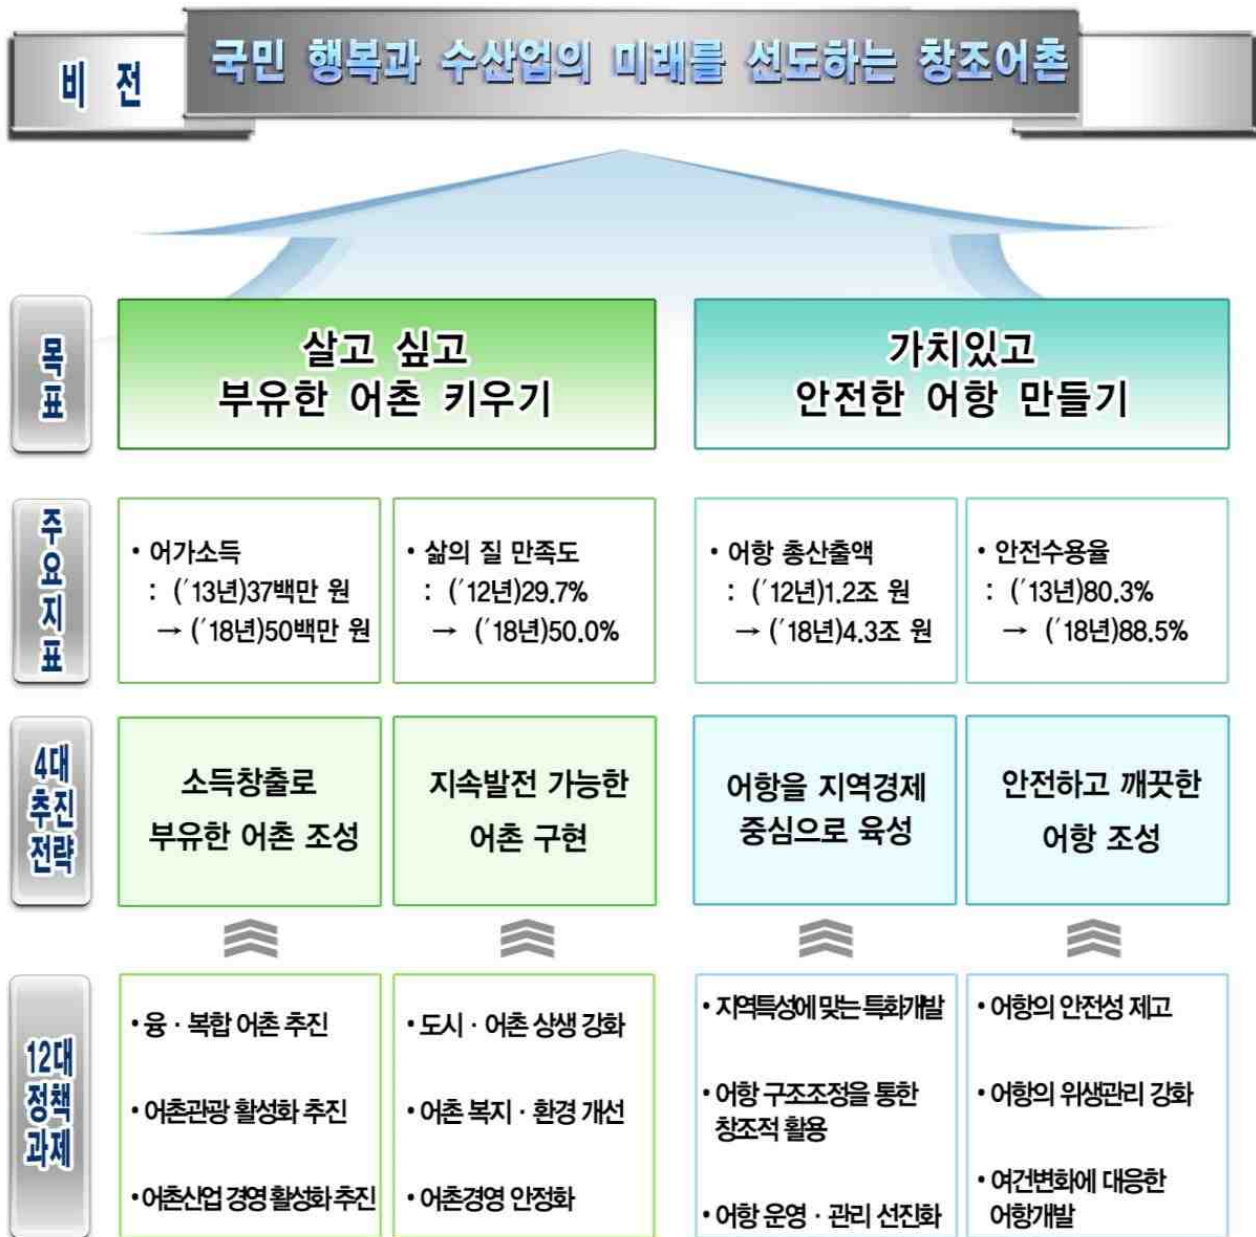 비 전
국민 행복과 수산업의 미래를 선도하는 창조어촌
목표
살고 싶고
부유한 어촌 키우기
가치있고
안전한 어항 만들기
주요지표
• 어가소득
: (´13년)37백만 원
→ (´18년)50백만 원
• 삶의 질 만족도
: (´12년)29.7%
→ (´18년)50.0%
• 어항 총산출액
: (´12년)1.2조 원
→ (´18년)4.3조 원
• 안전수용율
: (´13년)80.3%
→ (´18년)88.5%
4대
추진
전략
소득창출로
부유한 어촌 조성
지속발전 가능한
어촌 구현
어항을 지역경제
중심으로 육성
안전하고 깨끗한
어항 조성
12대
정책
과제
• 융 · 복합 어촌 추진
• 어촌관광 활성화 추진
• 어촌산업 경영 활성화 추진
• 도시 · 어촌 상생 강화
• 어촌 복지 · 환경 개선
• 어촌경영 안정화
• 지역특성에 맞는 특화개발
• 어항 구조조정을 통한
창조적 활용
• 어항 운영 · 관리 선진화
• 어항의 안전성 제고
• 어항의 위생관리 강화
• 여건변화에 대응한
어항개발